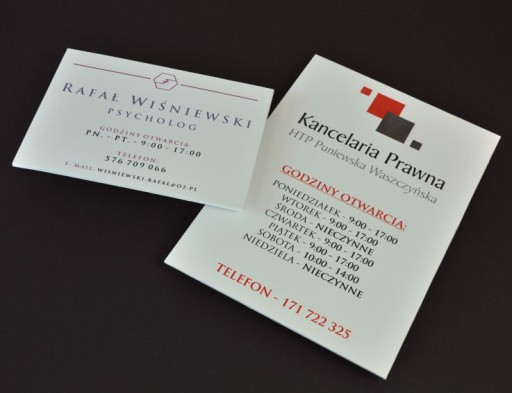 RAFAŁ WIŚNIEWSKI
PSYCHOLOG
GODZINY OTWARCIA:
PN. - PT. - 9:00 - 17:00
TELEFON:
576 709 066
E-MAIL: WISNIEWSKI.RAFAL@O2.PL
Kancelaria Prawna
HTP Puniewska Waszczyńska
GODZINY OTWARCIA:
PONIEDZIAŁEK - 9:00 - 17:00
WTOREK - 9:00 - 17:00
ŚRODA - NIECZYNNE
CZWARTEK - 9:00 - 17:00
PIĄTEK - 9:00 - 17:00
SOBOTA - 10:00 - 14:00
NIEDZIELA - NIECZYNNE
TELEFON - 171 722 325